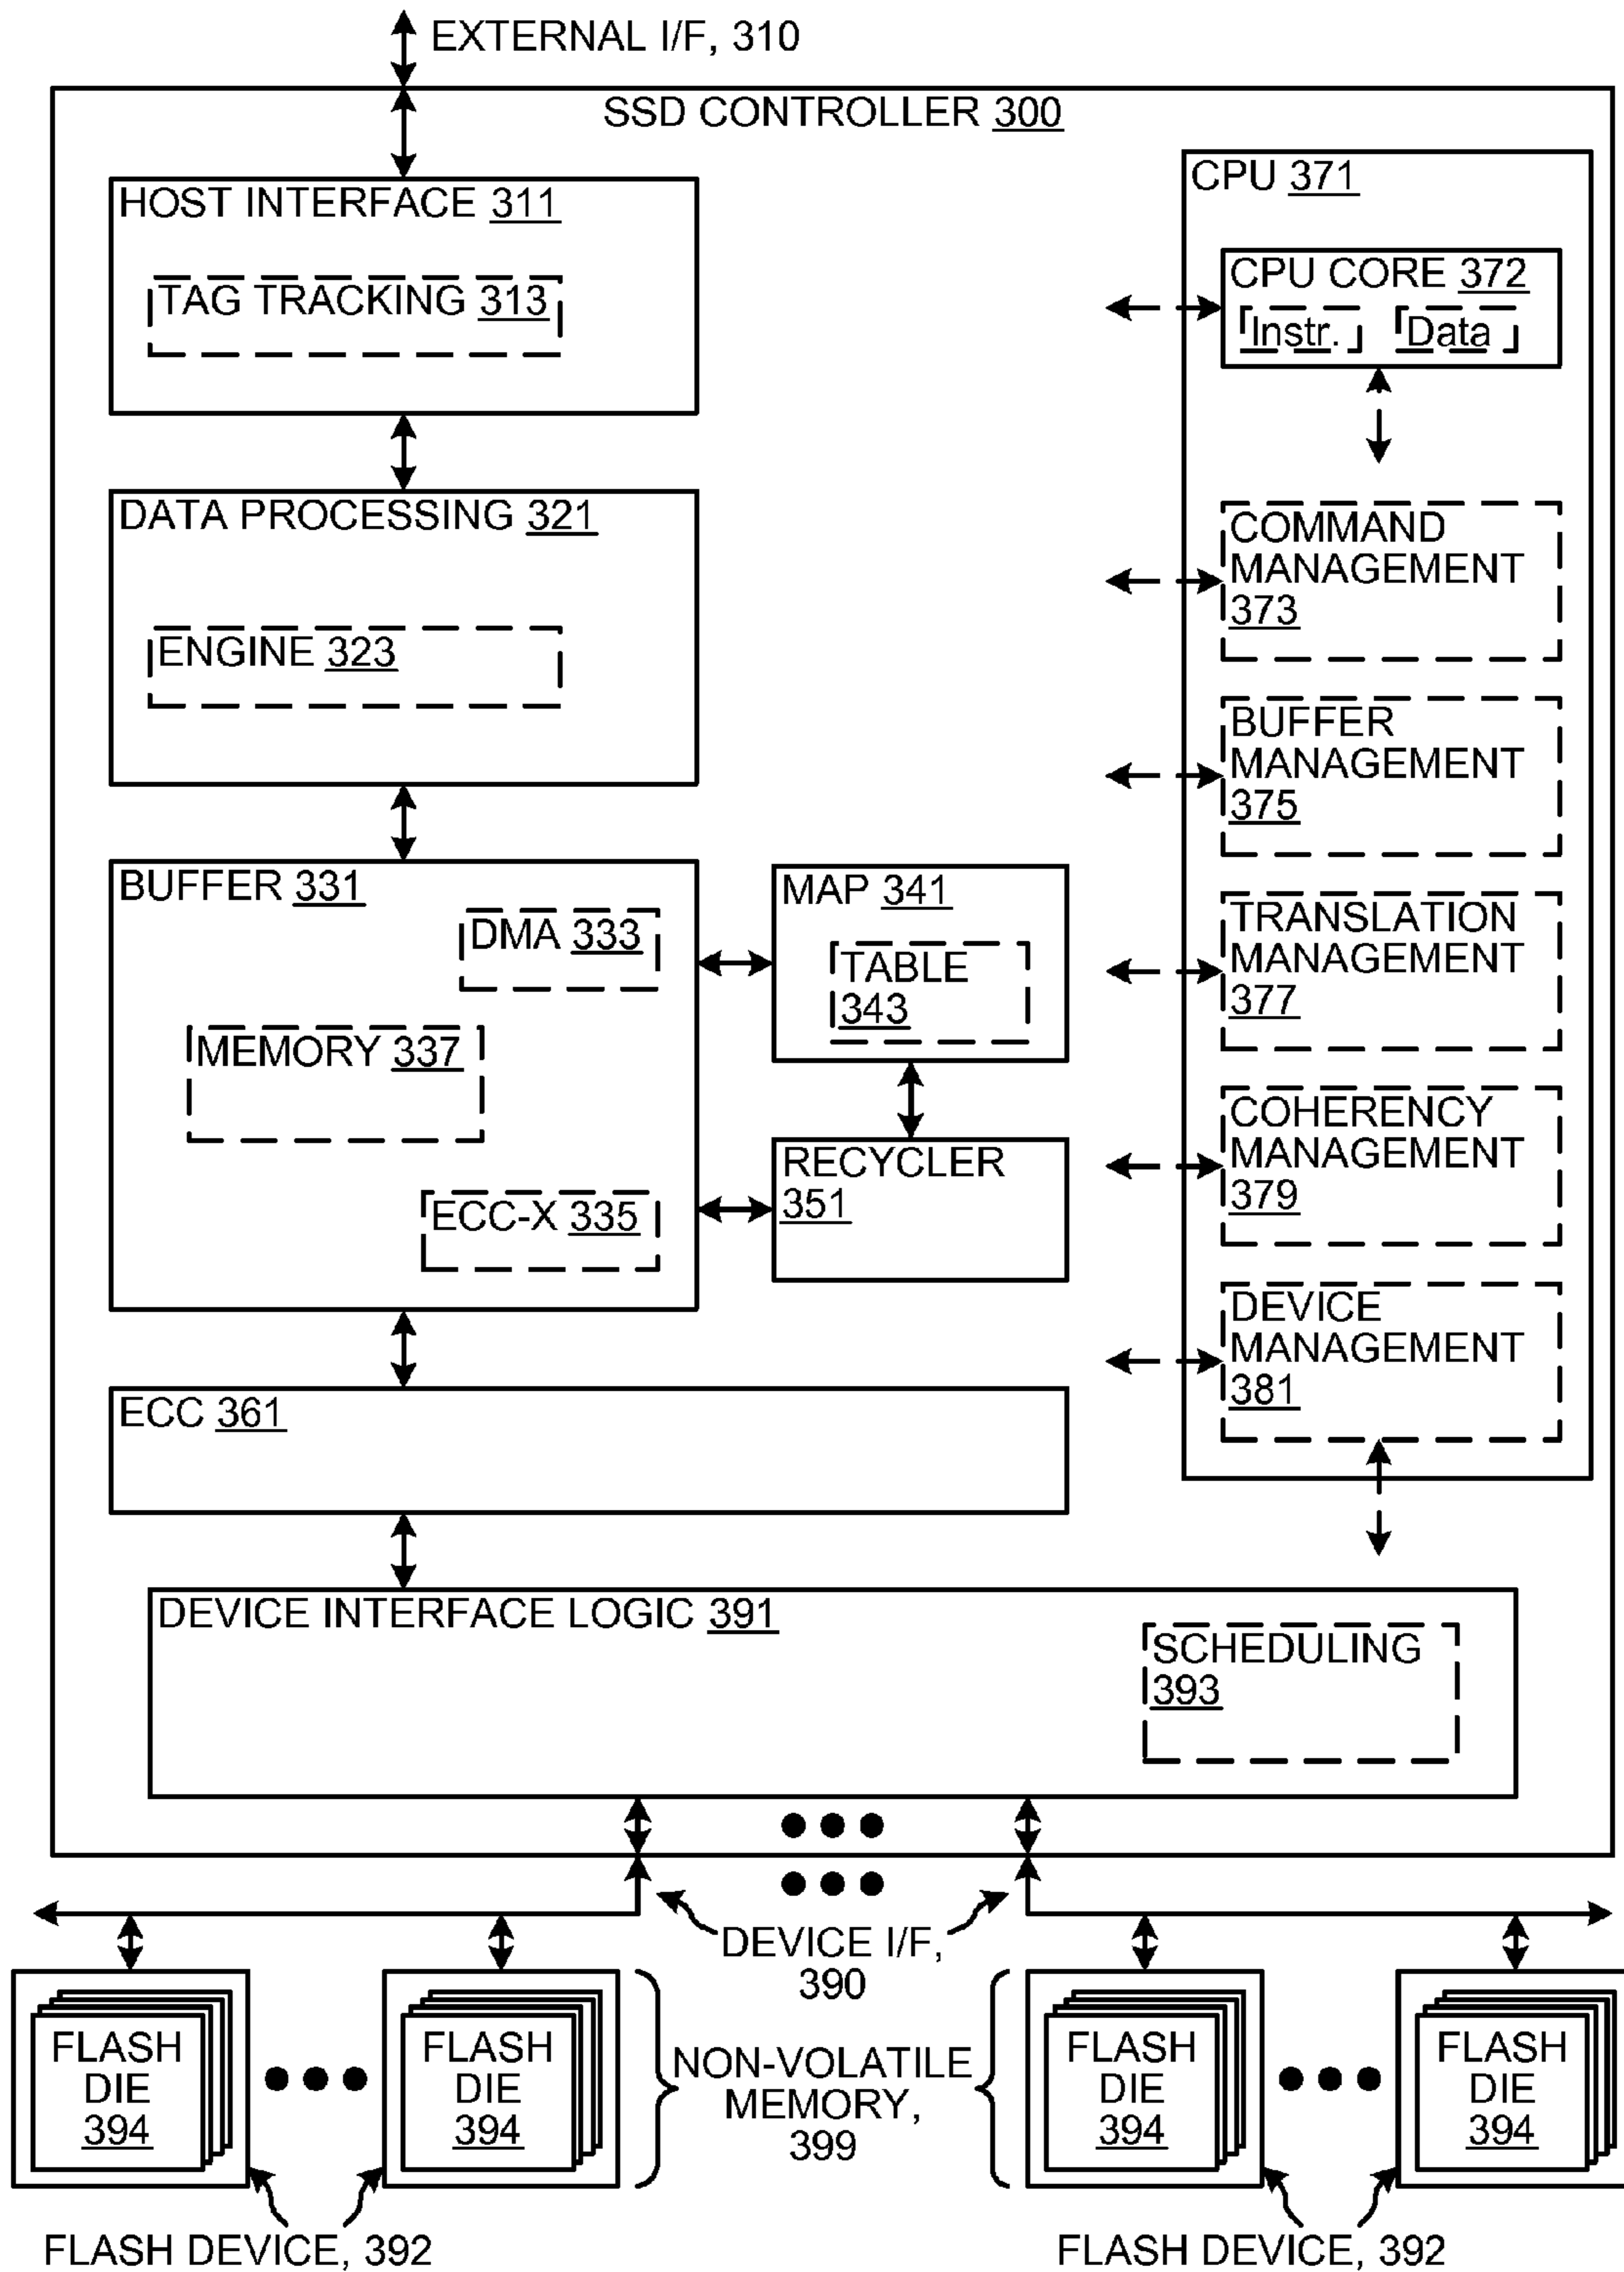 EXTERNAL I/F, 310
SSD CONTROLLER 300
HOST INTERFACE 311
TAG TRACKING 313
DATA PROCESSING 321
ENGINE 323
BUFFER 331
DMA 333
MEMORY 337
ECC-X 335
MAP 341
TABLE
343
RECYCLER
351
ECC 361
CPU 371
CPU CORE 372
Instr.
Data
COMMAND
MANAGEMENT
373
BUFFER
MANAGEMENT
375
TRANSLATION
MANAGEMENT
377
COHERENCY
MANAGEMENT
379
DEVICE
MANAGEMENT
381
DEVICE INTERFACE LOGIC 391
SCHEDULING
393
DEVICE I/F,
390
FLASH
DIE
394
FLASH
DIE
394
NON-VOLATILE
MEMORY,
399
FLASH
DIE
394
FLASH
DIE
394
FLASH DEVICE, 392
FLASH DEVICE, 392